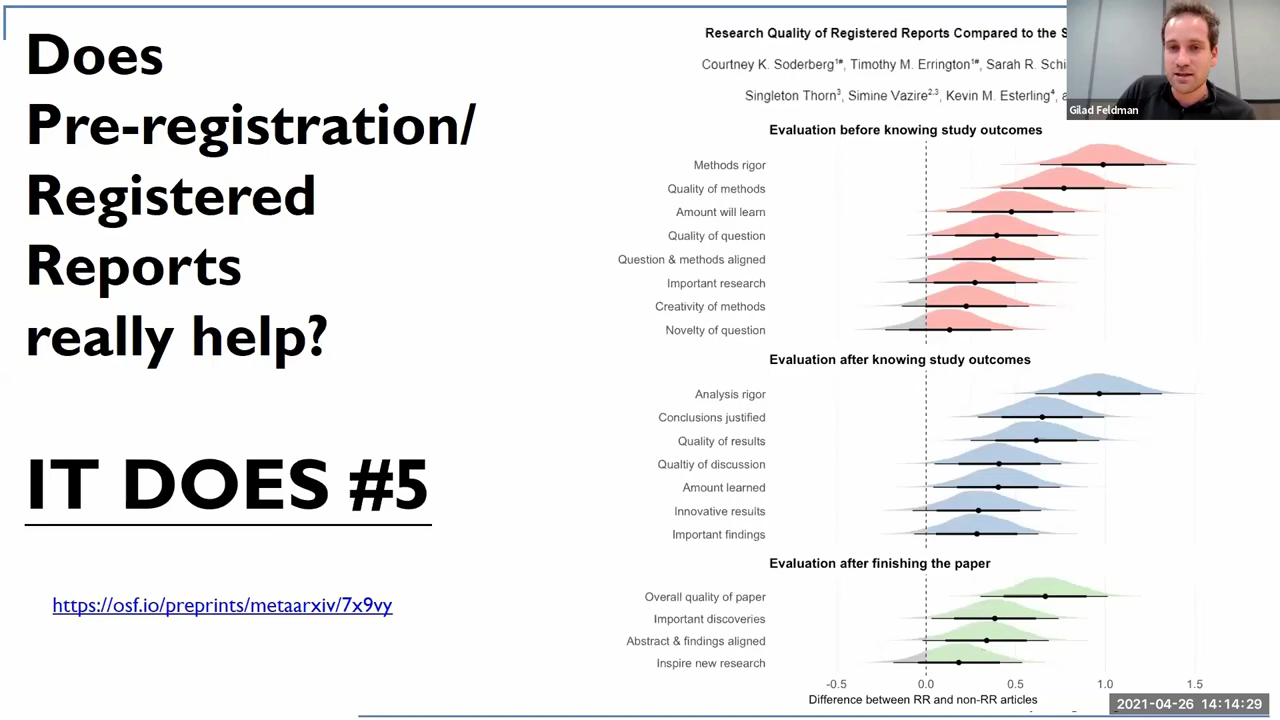 Does
Pre-registration/
Registered
Reports
really help?
IT DOES #5
https://osf.io/preprints/metaarxiv/7x9vy
Research Quality of Registered Reports Compared to the
Courtney K. Soderberg1#, Timothy M. Errington1#, Sarah R.
Singleton Thorn3, Simine Vazire2,3, Kevin M. Esterling4,
Gilad Feldman
Evaluation before knowing study outcomes
Methods rigor
Quality of methods
Amount will learn
Quality of question
Question & methods aligned
Important research
Creativity of methods
Novelty of question
Evaluation after knowing study outcomes
Analysis rigor
Conclusions justified
Quality of results
Qualtiy of discussion
Amount learned
Innovative results
Important findings
Evaluation after finishing the paper
Overall quality of paper
Important discoveries
Abstract & findings aligned
Inspire new research
-0.5 0.0 0.5 1.0 1.5
Difference between RR and non-RR articles
2021-04-26 14:14:29